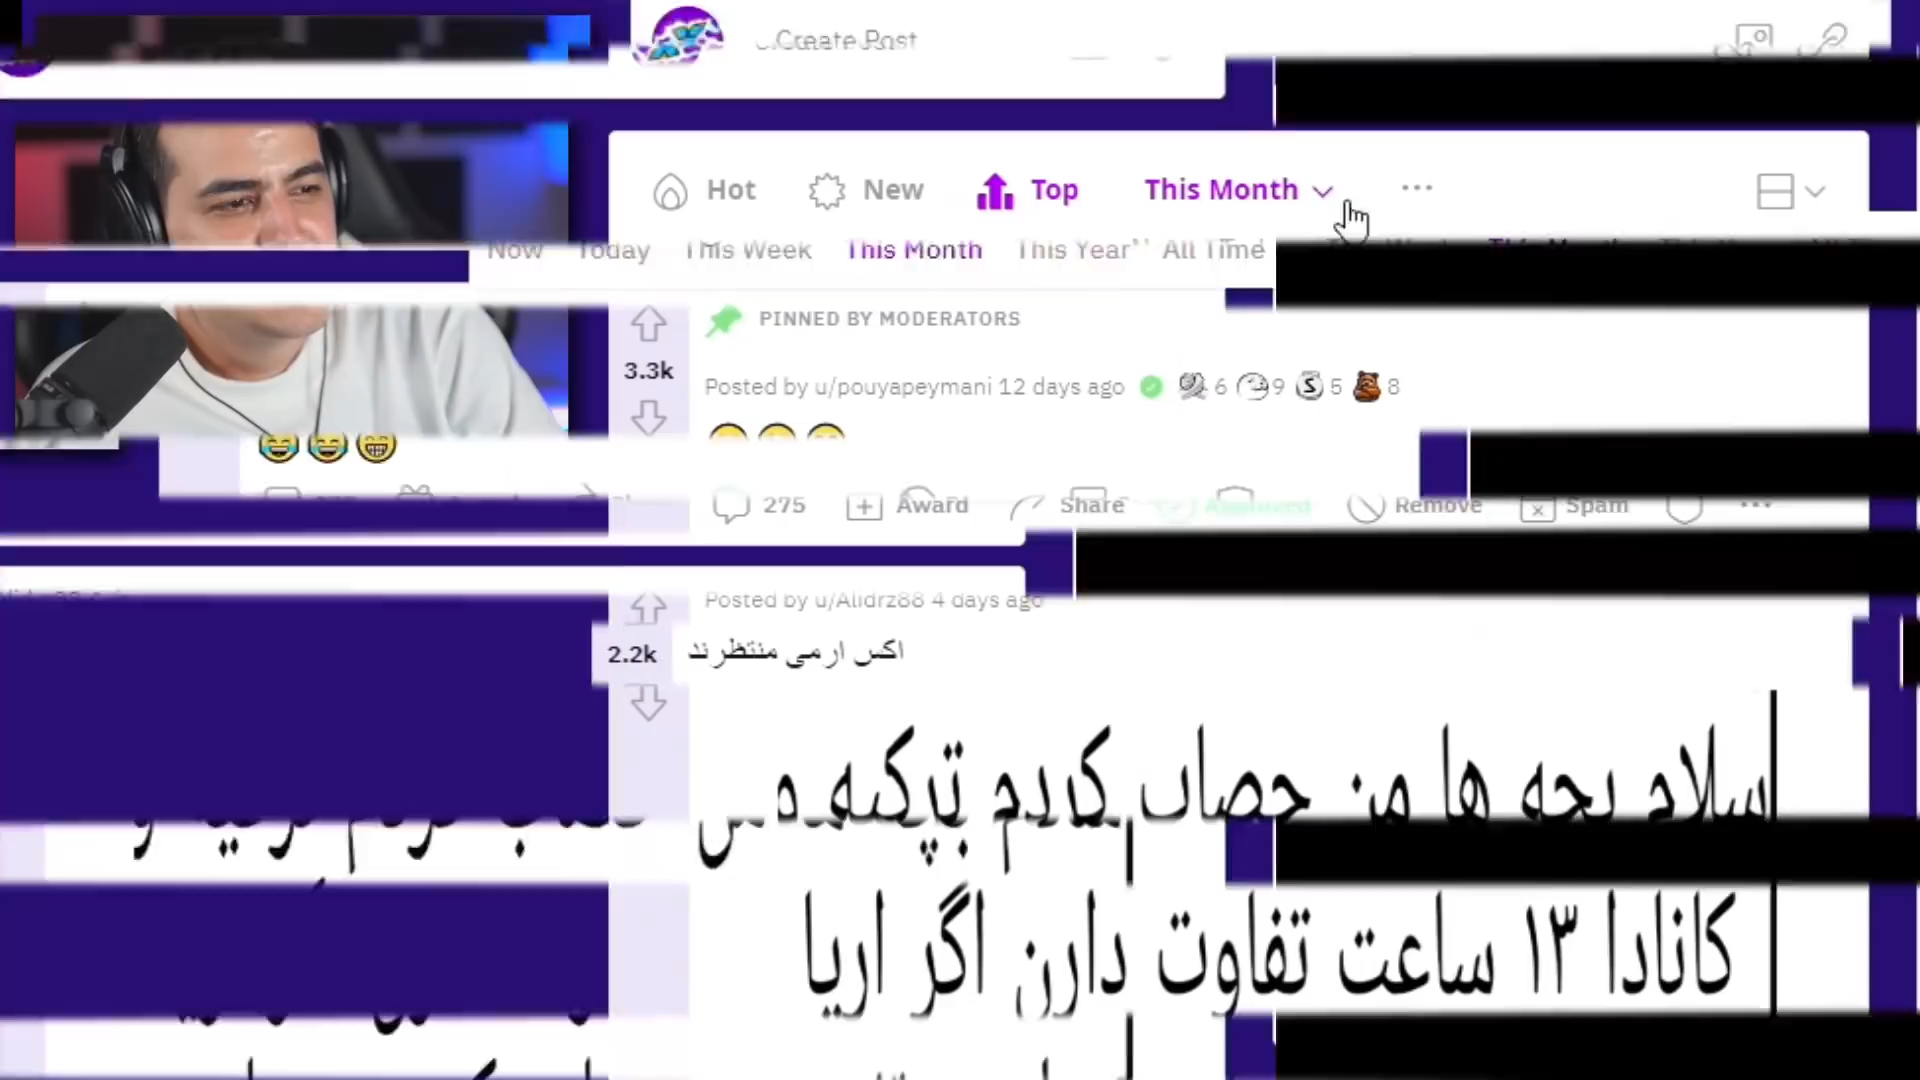 Create Post
Hot New Top This Month ...
Now Today This Week This Month This Year All Time
PINNED BY MODERATORS
3.3k
Posted by u/pouyapeymani 12 days ago 6 9 5 8
275 Award Share Approved Remove Spam ...
Posted by u/Alidrz88 4 days ago
2.2k
اکس ارمی منتظرند
سلام بچه ها من حصاب کردم ترکیه و
کانادا ۱۳ ساعت تفاوت دارن اگر اریا